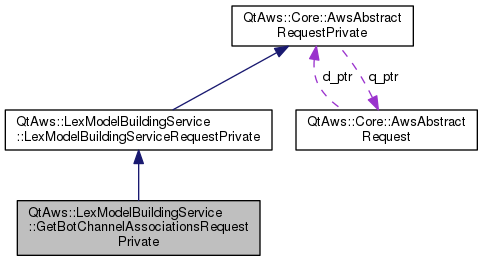 QtAws::Core::AwsAbstract
RequestPrivate
d_ptr
q_ptr
QtAws::LexModelBuildingService
::LexModelBuildingServiceRequestPrivate
QtAws::Core::AwsAbstract
Request
QtAws::LexModelBuildingService
::GetBotChannelAssociationsRequest
Private